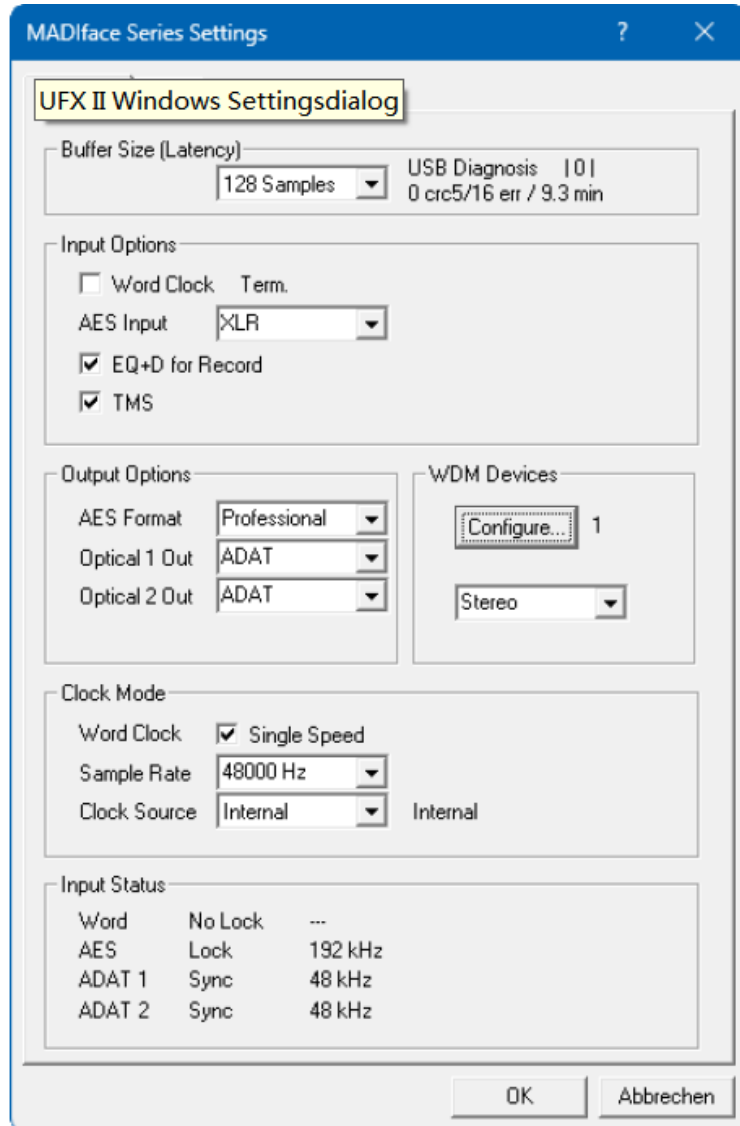 MADIface Series Settings ? ×
UFX II Windows Settingsdialog
Buffer Size (Latency)
128 Samples
USB Diagnosis |0|
0 crc5/16 err / 9.3 min
Input Options
Word Clock Term.
AES Input XLR
EQ+D for Record
TMS
Output Options
AES Format Professional
Optical 1 Out ADAT
Optical 2 Out ADAT
WDM Devices
Configure... 1
Stereo
Clock Mode
Word Clock Single Speed
Sample Rate 48000 Hz
Clock Source Internal Internal
Input Status
Word No Lock ---
AES Lock 192 kHz
ADAT 1 Sync 48 kHz
ADAT 2 Sync 48 kHz
OK Abbrechen